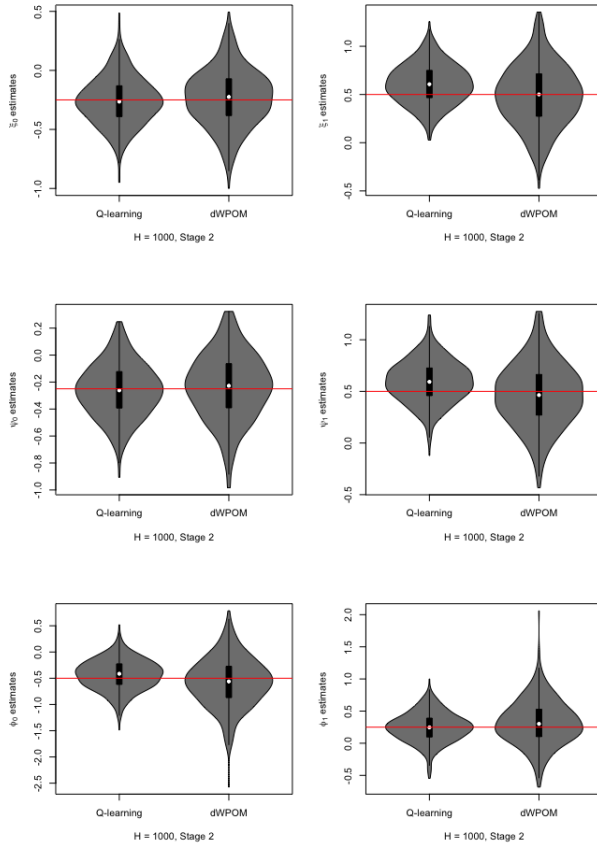 ξ₀ estimates
0.5
0.0
-0.5
-1.0
Q-learning dWPOM
H = 1000, Stage 2
ξ₁ estimates
1.0
0.5
0.0
-0.5
Q-learning dWPOM
H = 1000, Stage 2
ψ₀ estimates
0.2
0.0
-0.2
-0.4
-0.6
-0.8
-1.0
Q-learning dWPOM
H = 1000, Stage 2
ψ₁ estimates
1.0
0.5
0.0
-0.5
Q-learning dWPOM
H = 1000, Stage 2
ϕ₀ estimates
0.5
0.0
-0.5
-1.0
-1.5
-2.0
-2.5
Q-learning dWPOM
H = 1000, Stage 2
ϕ₁ estimates
2.0
1.5
1.0
0.5
0.0
-0.5
Q-learning dWPOM
H = 1000, Stage 2